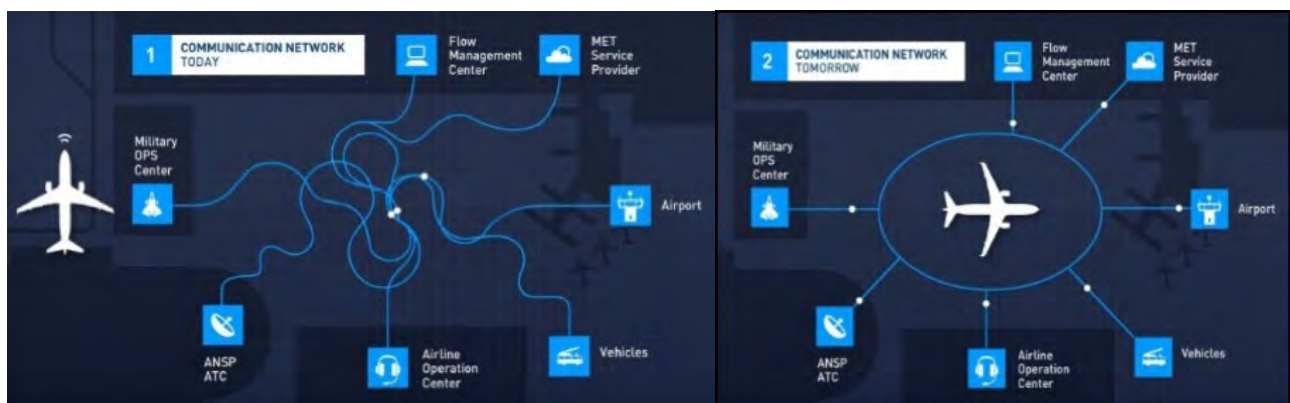 1
COMMUNICATION NETWORK
TODAY
Flow
Management
Center
MET
Service
Provider
Military
OPS
Center
Airport
ANSP
ATC
Airline
Operation
Center
Vehicles
2
COMMUNICATION NETWORK
TOMORROW
Flow
Management
Center
MET
Service
Provider
Military
OPS
Center
Airport
ANSP
ATC
Airline
Operation
Center
Vehicles